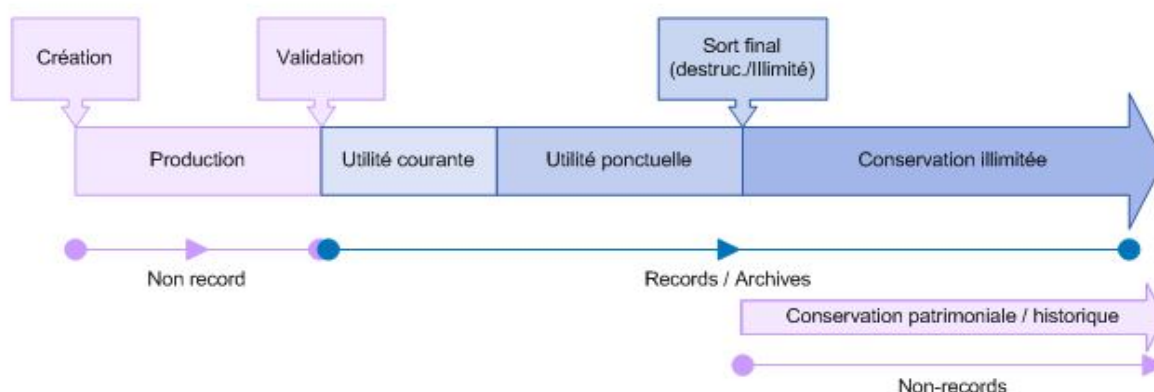 Création
Validation
Sort final
(destruc./Illimité)
Production
Utilité courante
Utilité ponctuelle
Conservation illimitée
Non record
Records / Archives
Conservation patrimoniale / historique
Non-records